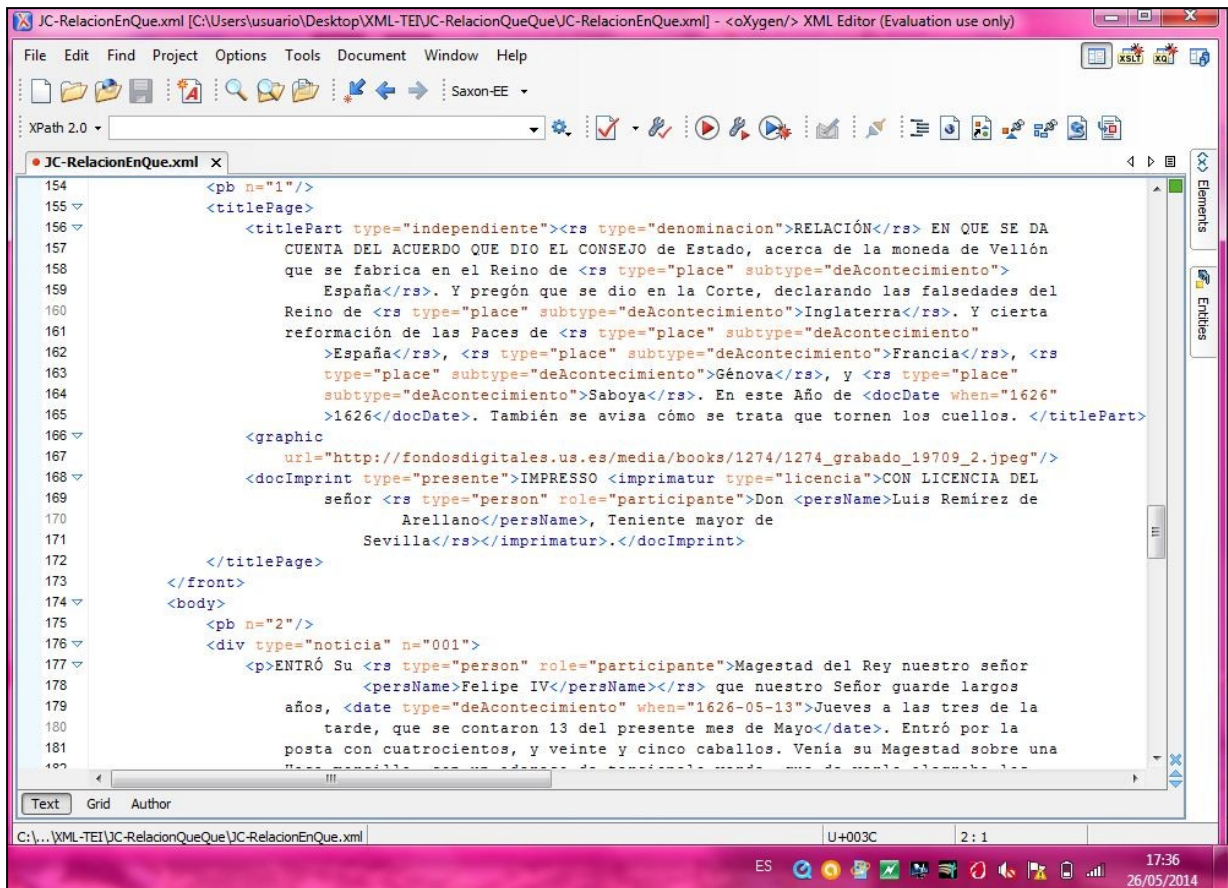 JC-RelacionEnQue.xml [C:\Users\usuario\Desktop\XML-TEI\JC-RelacionQueQue\JC-RelacionEnQue.xml] - <oXygen/> XML Editor (Evaluation use only)
File Edit Find Project Options Tools Document Window Help
XSLT XQ
Saxon-EE
XPath 2.0
JC-RelacionEnQue.xml X
Elements
Entities
154 <pb n="1"/>
155 <titlePage>
156 <titlePart type="independiente"><rs type="denominacion">RELACIÓN</rs> EN QUE SE DA
157 CUENTA DEL ACUERDO QUE DIO EL CONSEJO de Estado, acerca de la moneda de Vellón
158 que se fabrica en el Reino de <rs type="place" subtype="deAcontecimiento">
159 España</rs>. Y pregón que se dio en la Corte, declarando las falsedades del
160 Reino de <rs type="place" subtype="deAcontecimiento">Inglaterra</rs>. Y cierta
161 reformación de las Paces de <rs type="place" subtype="deAcontecimiento"
162 >España</rs>, <rs type="place" subtype="deAcontecimiento">Francia</rs>, <rs
163 type="place" subtype="deAcontecimiento">Génova</rs>, y <rs type="place"
164 subtype="deAcontecimiento">Saboya</rs>. En este Año de <docDate when="1626"
165 >1626</docDate>. También se avisa cómo se trata que tornen los cuellos. </titlePart>
166 <graphic
167 url="http://fondosdigitales.us.es/media/books/1274/1274_grabado_19709_2.jpeg"/>
168 <docImprint type="presente">IMPRESSO <imprimatur type="licencia">CON LICENCIA DEL
169 señor <rs type="person" role="participante">Don <persName>Luis Remírez de
170 Arellano</persName>, Teniente mayor de
171 Sevilla</rs></imprimatur>.</docImprint>
172 </titlePage>
173 </front>
174 <body>
175 <pb n="2"/>
176 <div type="noticia" n="001">
177 <p>ENTRÓ Su <rs type="person" role="participante">Magestad del Rey nuestro señor
178 <persName>Felipe IV</persName></rs> que nuestro Señor guarde largos
179 años, <date type="deAcontecimiento" when="1626-05-13">Jueves a las tres de la
180 tarde, que se contaron 13 del presente mes de Mayo</date>. Entró por la
181 posta con cuatrocientos, y veinte y cinco caballos. Venía su Magestad sobre una
Text Grid Author
C:\...\XML-TEI\JC-RelacionQueQue\JC-RelacionEnQue.xml U+003C 2 : 1
ES 17:36
26/05/2014